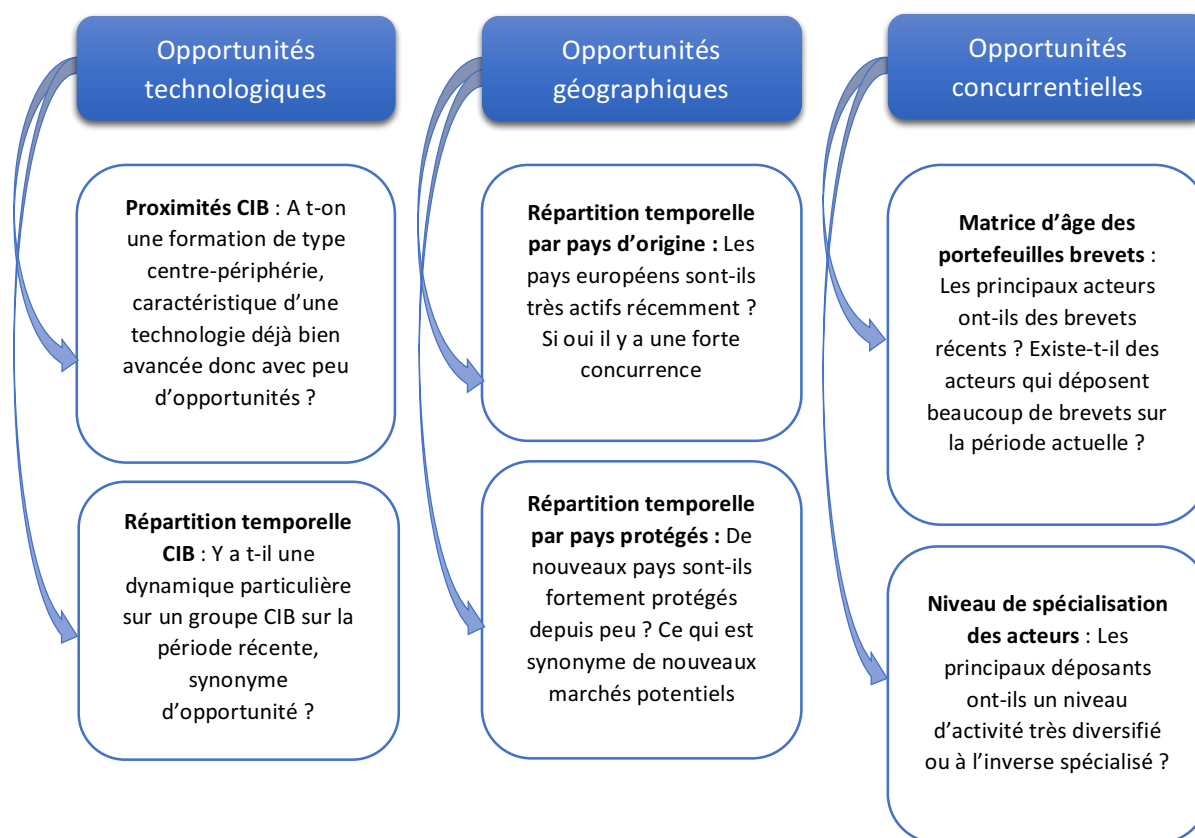 Opportunités
technologiques
Proximités CIB : A t-on
une formation de type
centre-périphérie,
caractéristique d’une
technologie déjà bien
avancée donc avec peu
d’opportunités ?
Répartition temporelle
CIB : Y a t-il une
dynamique particulière
sur un groupe CIB sur la
période récente,
synonyme
d’opportunité ?
Opportunités
géographiques
Répartition temporelle
par pays d’origine : Les
pays européens sont-ils
très actifs récemment ?
Si oui il y a une forte
concurrence
Répartition temporelle
par pays protégés : De
nouveaux pays sont-ils
fortement protégés
depuis peu ? Ce qui est
synonyme de nouveaux
marchés potentiels
Opportunités
concurrentielles
Matrice d’âge des
portefeuilles brevets :
Les principaux acteurs
ont-ils des brevets
récents ? Existe-t-il des
acteurs qui déposent
beaucoup de brevets sur
la période actuelle ?
Niveau de spécialisation
des acteurs : Les
principaux déposants
ont-ils un niveau
d’activité très diversifié
ou à l’inverse spécialisé ?